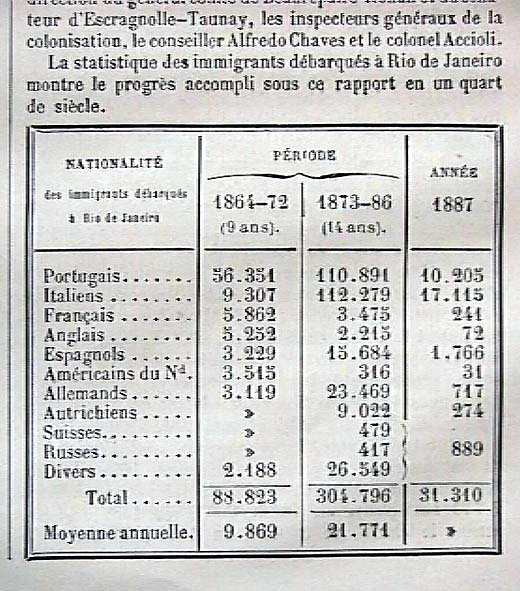 teur d'Escragnolle-Taunay, les inspecteurs généraux de la
colonisation, le conseiller Alfredo Chaves et le colonel Accioli.
La statistique des immigrants débarqués à Rio de Janeiro
montre le progrès accompli sous ce rapport en un quart
de siècle.
NATIONALITÉ des immigrants débarqués à Rio de Janeiro
PÉRIODE
ANNÉE
1864-72 1873-86 1887
(9 ans). (14 ans).
Portugais....... 56.351 110.891 10.205
Italiens........ 9.307 112.279 17.115
Français....... 5.862 3.475 241
Anglais........ 5.252 2.215 72
Espagnols...... 3.229 15.684 1.766
Américains du Nd. 3.515 316 31
Allemands...... 3.119 23.469 717
Autrichiens..... » 9.022 274
Suisses......... » 479
Russes......... » 417 889
Divers......... 2.188 26.549
Total...... 88.823 304.796 31.310
Moyenne annuelle. 9.869 21.771 »